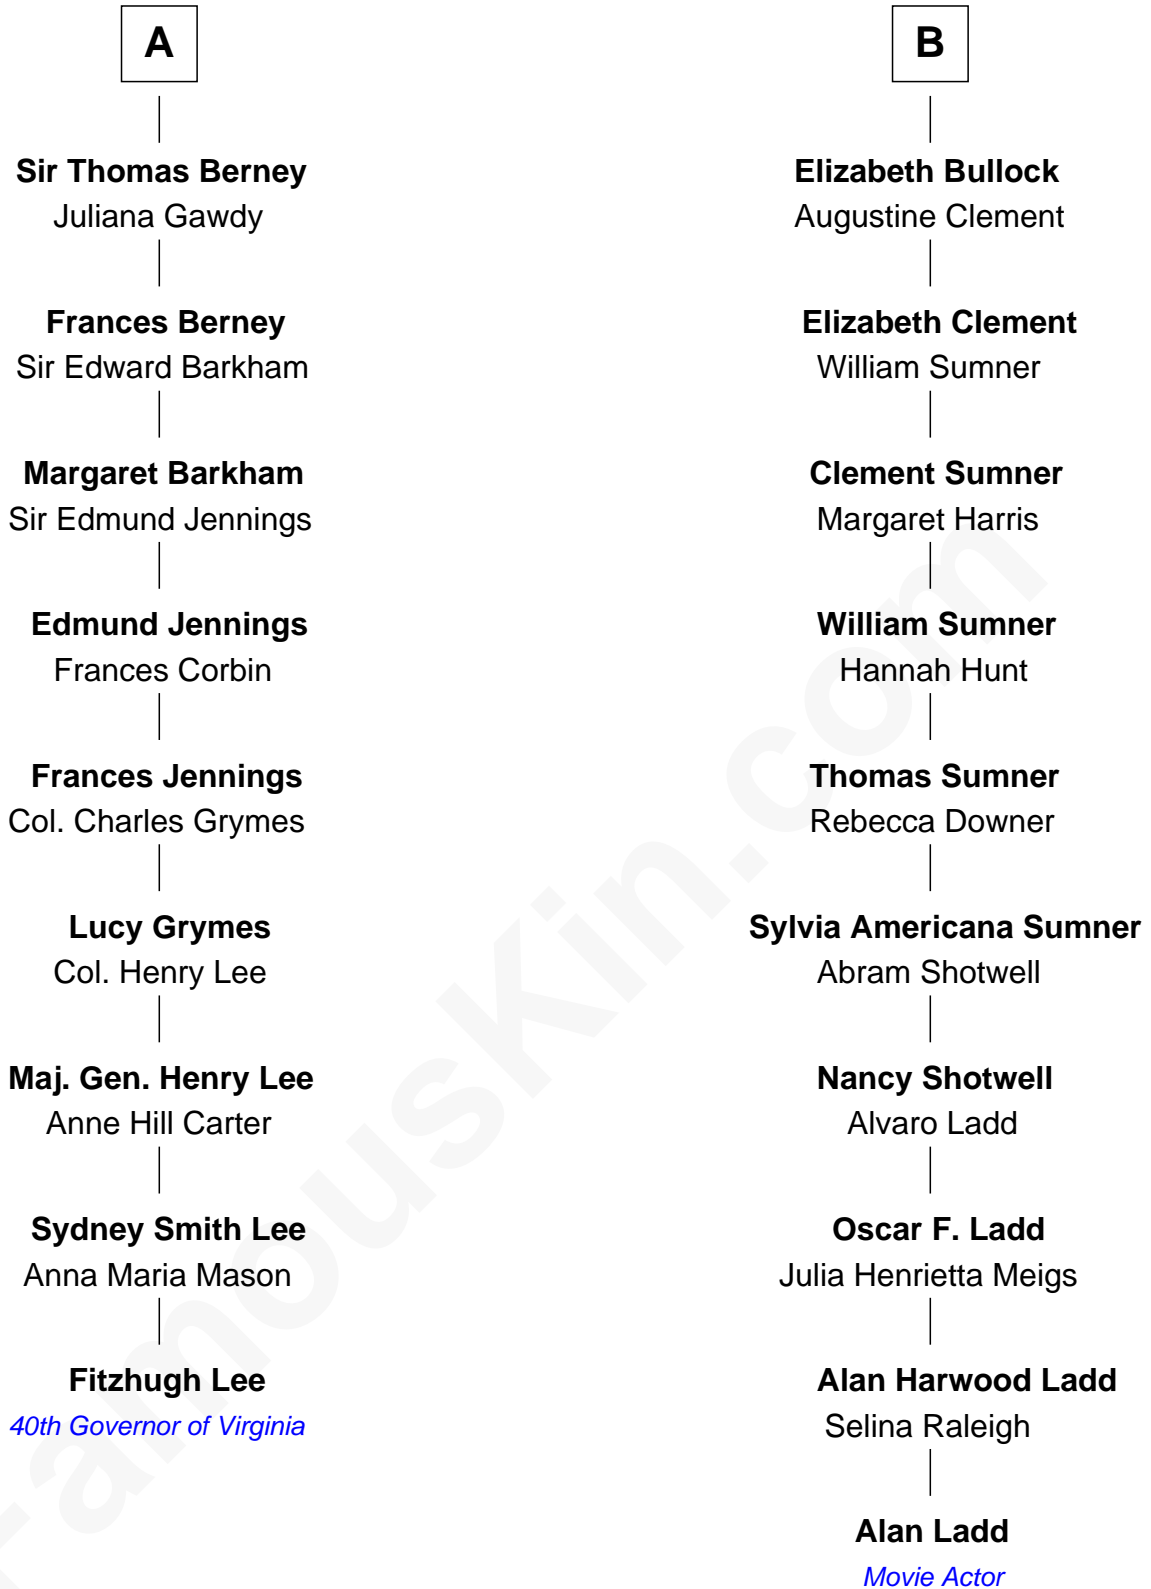 A
Sir Thomas Berney
Juliana Gawdy
Frances Berney
Sir Edward Barkham
Margaret Barkham
Sir Edmund Jennings
Edmund Jennings
Frances Corbin
Frances Jennings
Col. Charles Grymes
Lucy Grymes
Col. Henry Lee
Maj. Gen. Henry Lee
Anne Hill Carter
Sydney Smith Lee
Anna Maria Mason
Fitzhugh Lee
40th Governor of Virginia
B
Elizabeth Bullock
Augustine Clement
Elizabeth Clement
William Sumner
Clement Sumner
Margaret Harris
William Sumner
Hannah Hunt
Thomas Sumner
Rebecca Downer
Sylvia Americana Sumner
Abram Shotwell
Nancy Shotwell
Alvaro Ladd
Oscar F. Ladd
Julia Henrietta Meigs
Alan Harwood Ladd
Selina Raleigh
Alan Ladd
Movie Actor
FamousKin.com